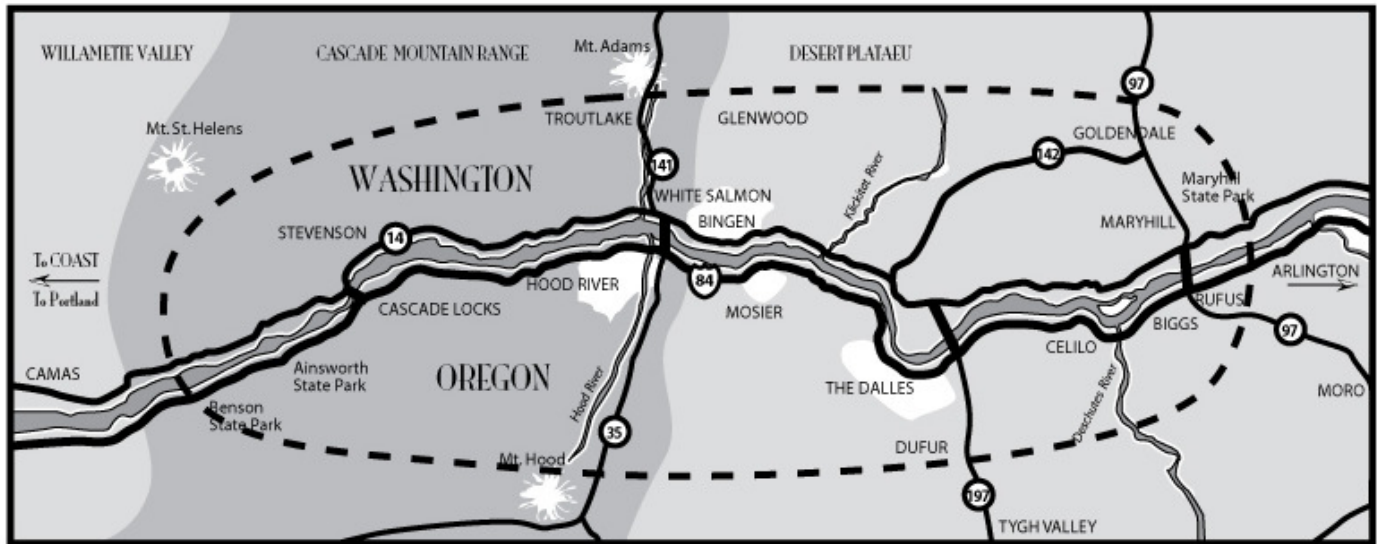 WILLAMETTE VALLEY
CASCADE MOUNTAIN RANGE
Mt. Adams
DESERT PLATAEU
97
TROUTLAKE
GLENWOOD
Mt. St. Helens
GOLDENDALE
142
141
WASHINGTON
Klickitat River
Maryhill
State Park
WHITE SALMON
BINGEN
MARYHILL
STEVENSON
14
To COAST
To Portland
HOOD RIVER
84
ARLINGTON
RUFUS
CASCADE LOCKS
MOSIER
BIGGS
97
CELILO
CAMAS
Ainsworth
State Park
OREGON
Hood River
THE DALLES
Deschutes River
MORO
Benson
State Park
35
DUFUR
Mt. Hood
197
TYGH VALLEY